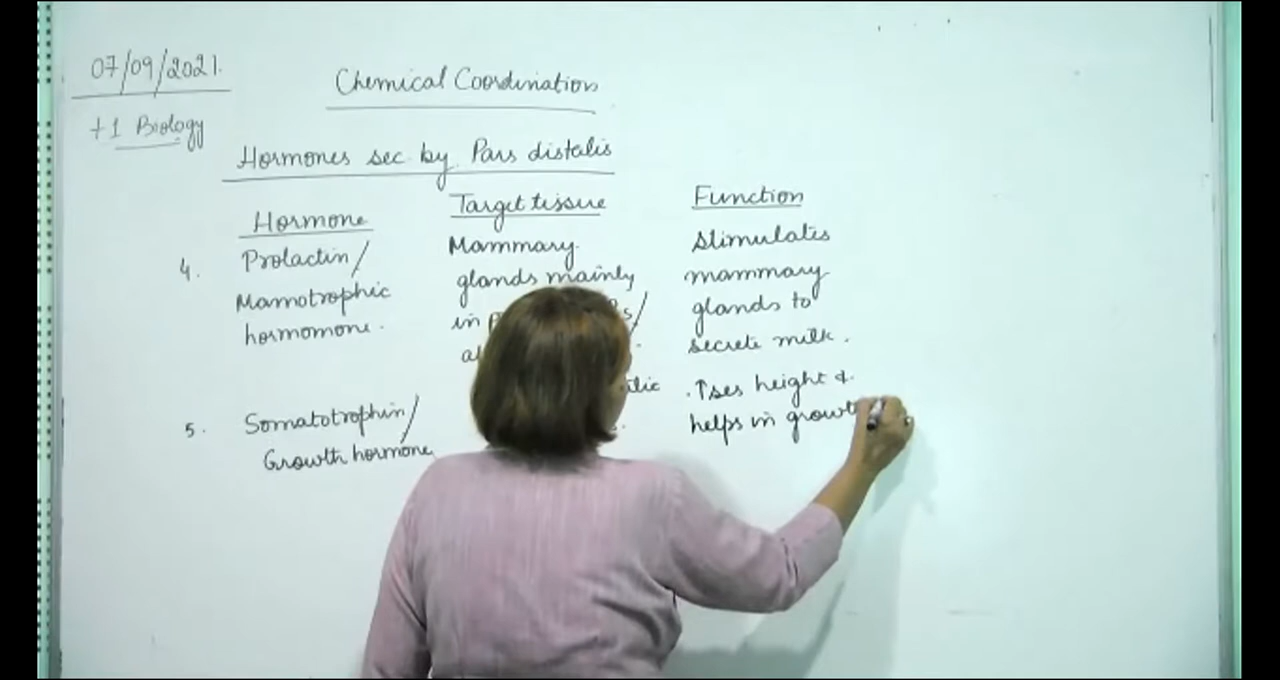 07/09/2021.
+1 Biology
Chemical Coordination
Hormones sec by Pars distalis
Hormone
Target tissue
Function
4.
Prolactin/
Mamotrophic
hormomone.
Mammary
glands mainly
in
Stimulates
mammary
glands to
secrete milk.
5.
Somatotrophin/
Growth hormone
.↑ses height &
helps in growth